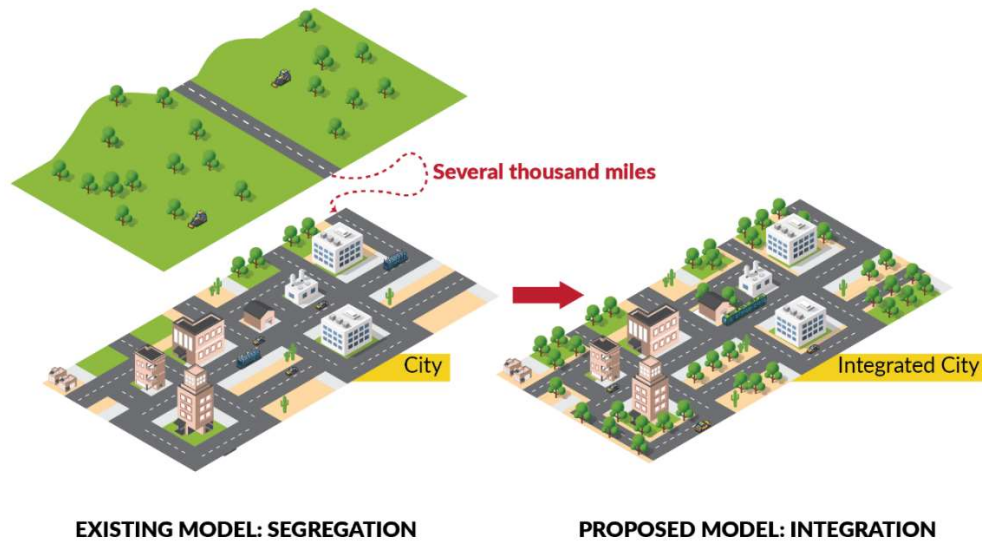 Several thousand miles
City
Integrated City
EXISTING MODEL: SEGREGATION
PROPOSED MODEL: INTEGRATION